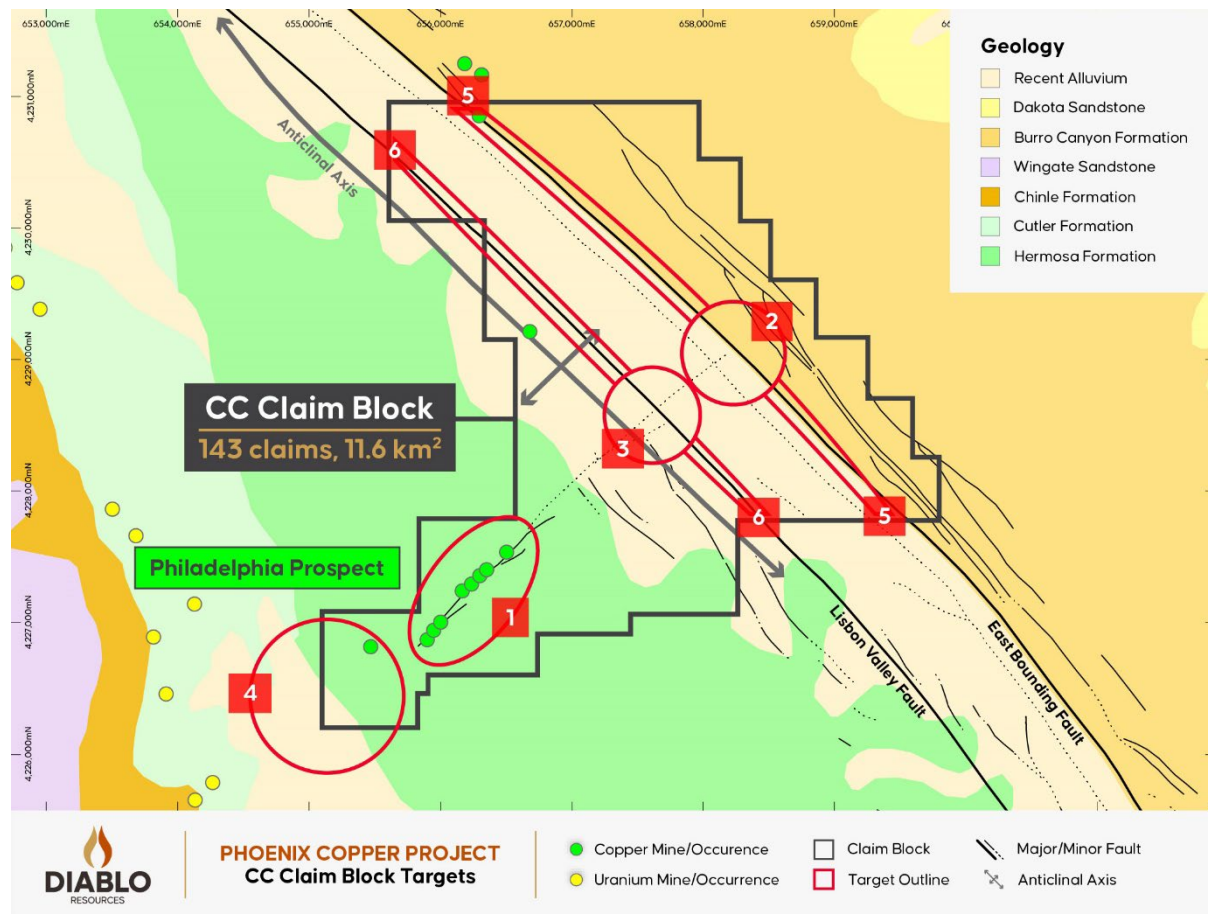 653,000mE
654,000mE
655,000mE
656,000mE
657,000mE
658,000mE
659,000mE
4,231,000mN
4,230,000mN
4,229,000mN
4,228,000mN
4,227,000mN
4,226,000mN
Geology
Recent Alluvium
Dakota Sandstone
Burro Canyon Formation
Wingate Sandstone
Chinle Formation
Cutler Formation
Hermosa Formation
5
6
Anticlinal Axis
2
CC Claim Block
143 claims, 11.6 km²
3
6
5
Philadelphia Prospect
1
4
Lisbon Valley Fault
East Bounding Fault
DIABLO
RESOURCES
PHOENIX COPPER PROJECT
CC Claim Block Targets
Copper Mine/Occurence
Uranium Mine/Occurrence
Claim Block
Target Outline
Major/Minor Fault
Anticlinal Axis